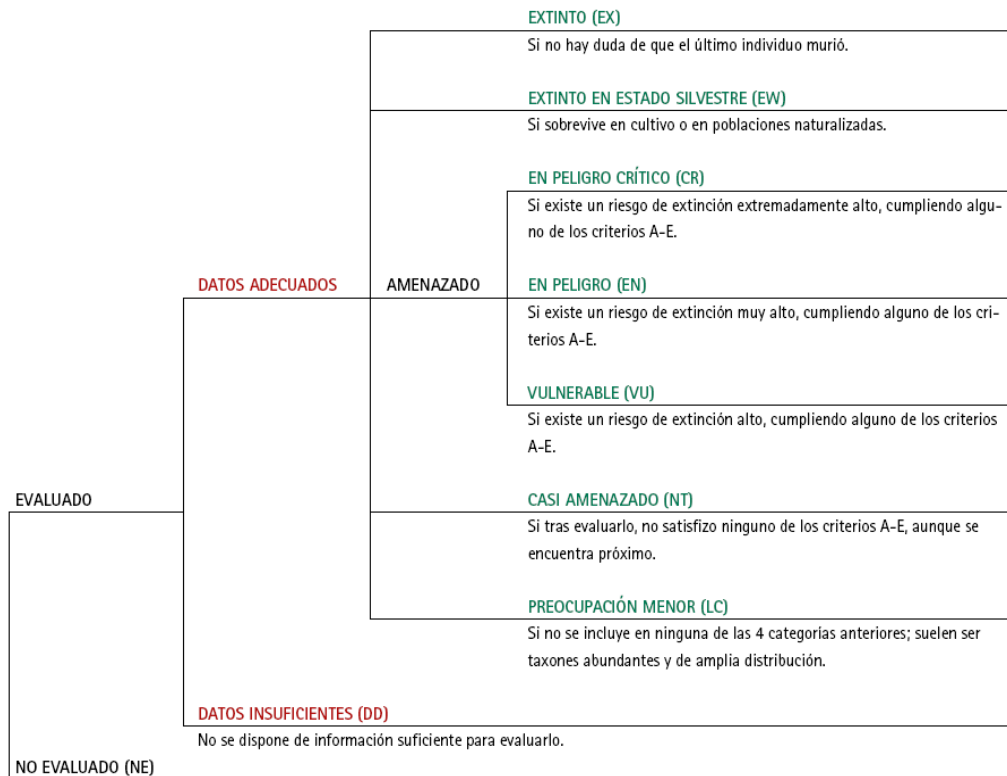 EXTINTO (EX)
Si no hay duda de que el último individuo murió.
EXTINTO EN ESTADO SILVESTRE (EW)
Si sobrevive en cultivo o en poblaciones naturalizadas.
EN PELIGRO CRÍTICO (CR)
Si existe un riesgo de extinción extremadamente alto, cumpliendo algu-
no de los criterios A-E.
DATOS ADECUADOS
AMENAZADO
EN PELIGRO (EN)
Si existe un riesgo de extinción muy alto, cumpliendo alguno de los cri-
terios A-E.
VULNERABLE (VU)
Si existe un riesgo de extinción alto, cumpliendo alguno de los criterios
A-E.
EVALUADO
CASI AMENAZADO (NT)
Si tras evaluarlo, no satisfizo ninguno de los criterios A-E, aunque se
encuentra próximo.
PREOCUPACIÓN MENOR (LC)
Si no se incluye en ninguna de las 4 categorías anteriores; suelen ser
taxones abundantes y de amplia distribución.
DATOS INSUFICIENTES (DD)
No se dispone de información suficiente para evaluarlo.
NO EVALUADO (NE)